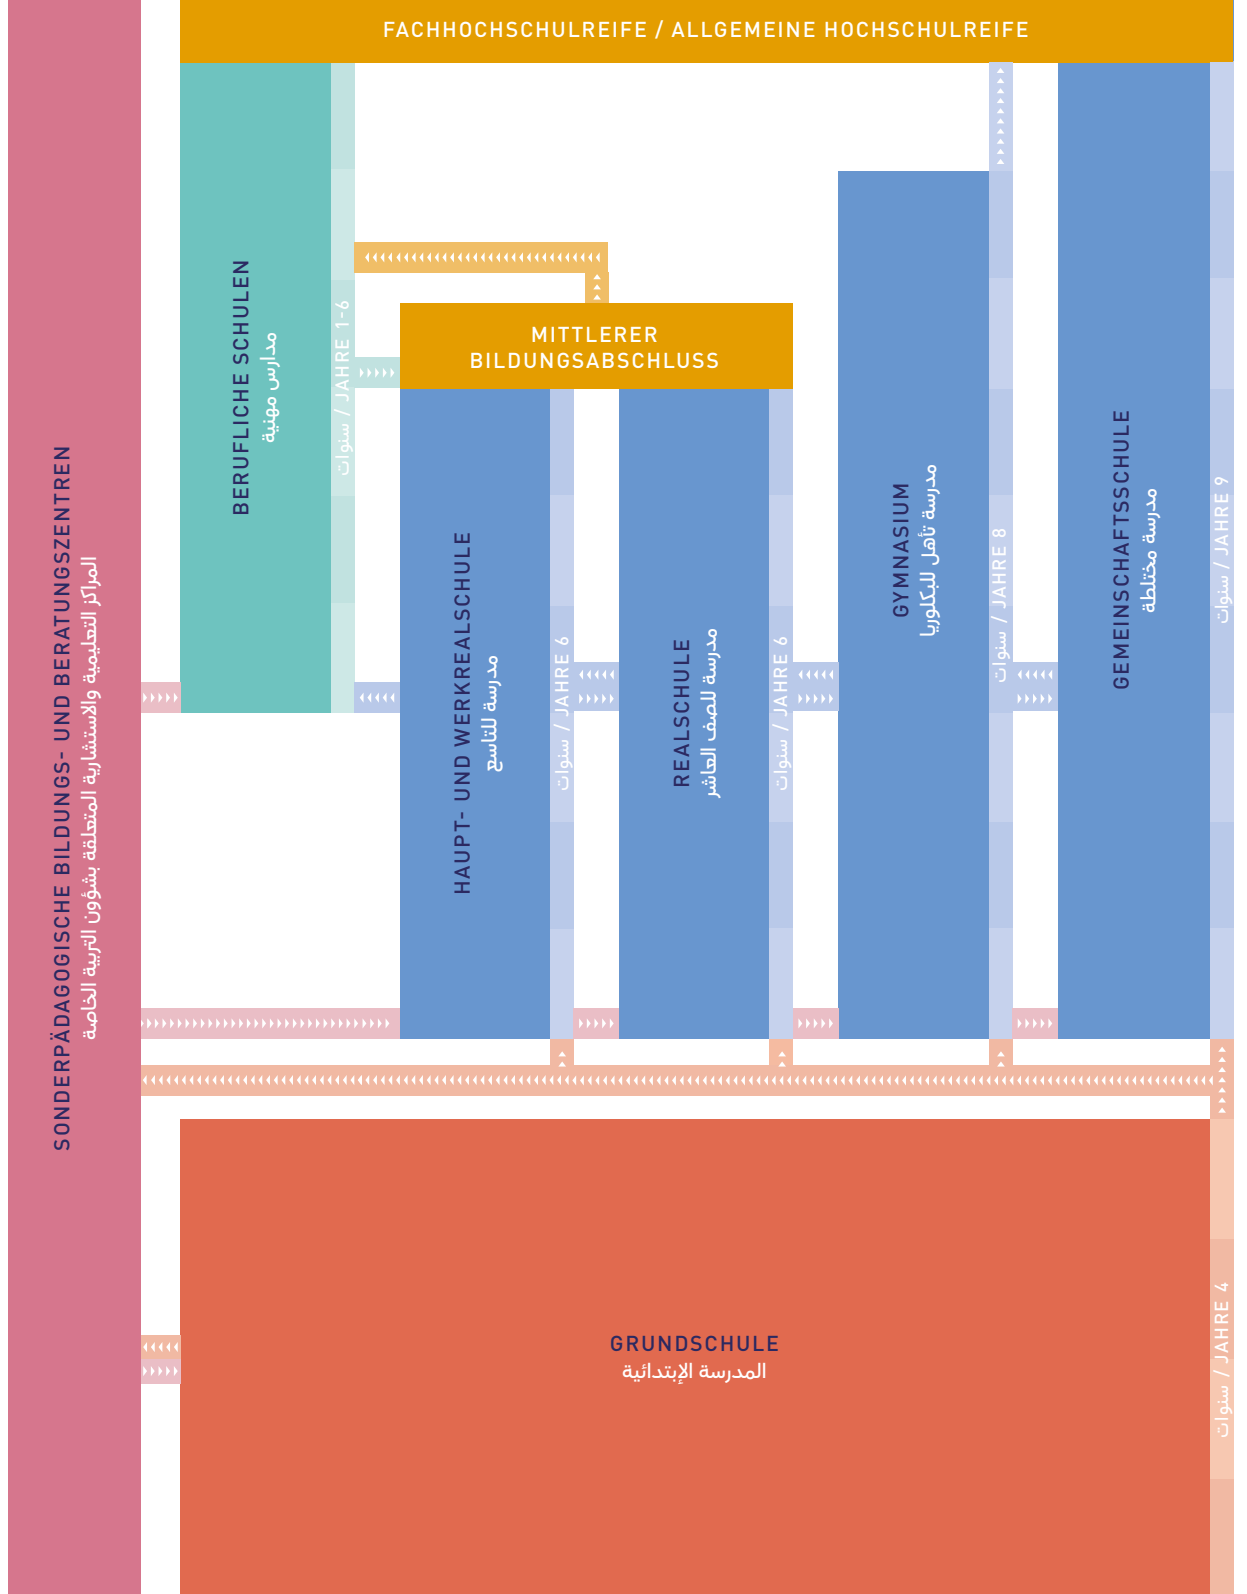 FACHHOCHSCHULREIFE / ALLGEMEINE HOCHSCHULREIFE
SONDERPÄDAGOGISCHE BILDUNGS- UND BERATUNGSZENTREN
المراكز التعليمية والاستشارية المتعلقة بشؤون التربية الخاصة
BERUFLICHE SCHULEN
مدارس مهنية
سنوات / JAHRE 1-6
MITTLERER
BILDUNGSABSCHLUSS
HAUPT- UND WERKREALSCHULE
مدرسة للتاسع
سنوات / JAHRE 6
REALSCHULE
مدرسة للصف العاشر
سنوات / JAHRE 6
GYMNASIUM
مدرسة تأهل للبكلوريا
سنوات / JAHRE 8
GEMEINSCHAFTSSCHULE
مدرسة مختلطة
سنوات / JAHRE 9
GRUNDSCHULE
المدرسة الإبتدائية
سنوات / JAHRE 4